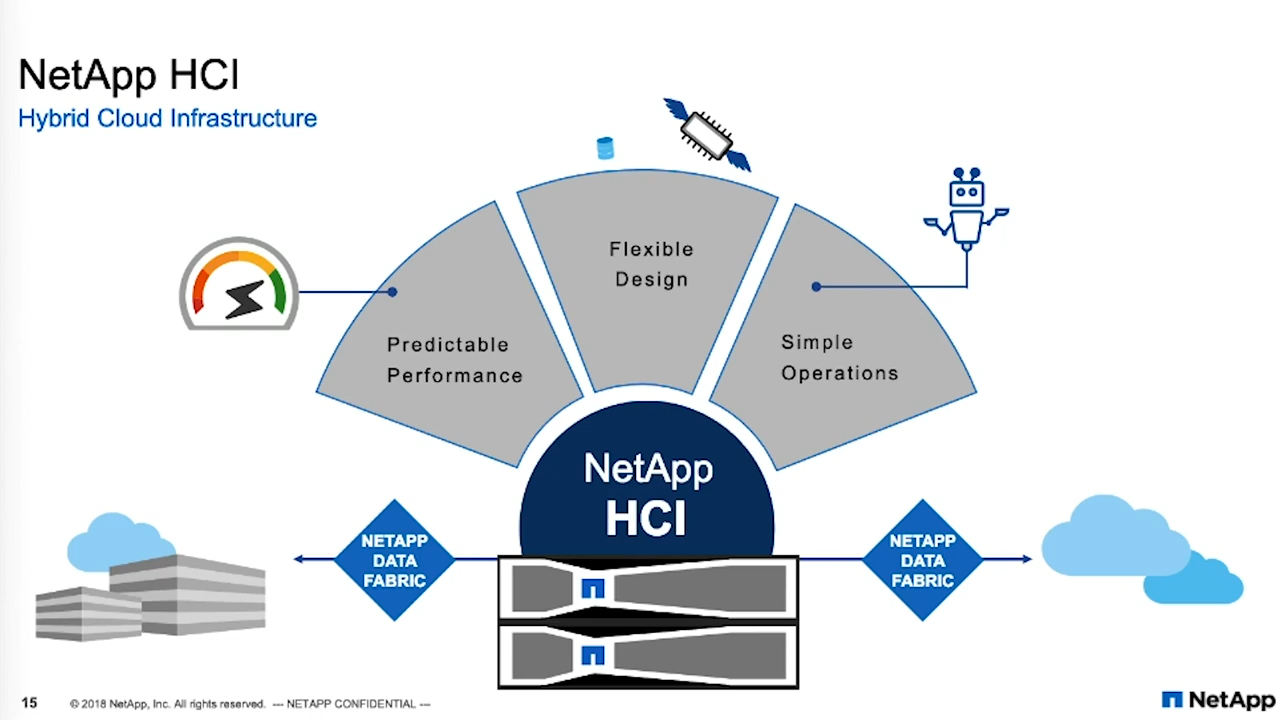 NetApp HCI
Hybrid Cloud Infrastructure
Flexible
Design
Predictable
Performance
Simple
Operations
NetApp
HCI
NETAPP
DATA
FABRIC
NETAPP
DATA
FABRIC
15 © 2018 NetApp, Inc. All rights reserved. --- NETAPP CONFIDENTIAL ---
NetApp